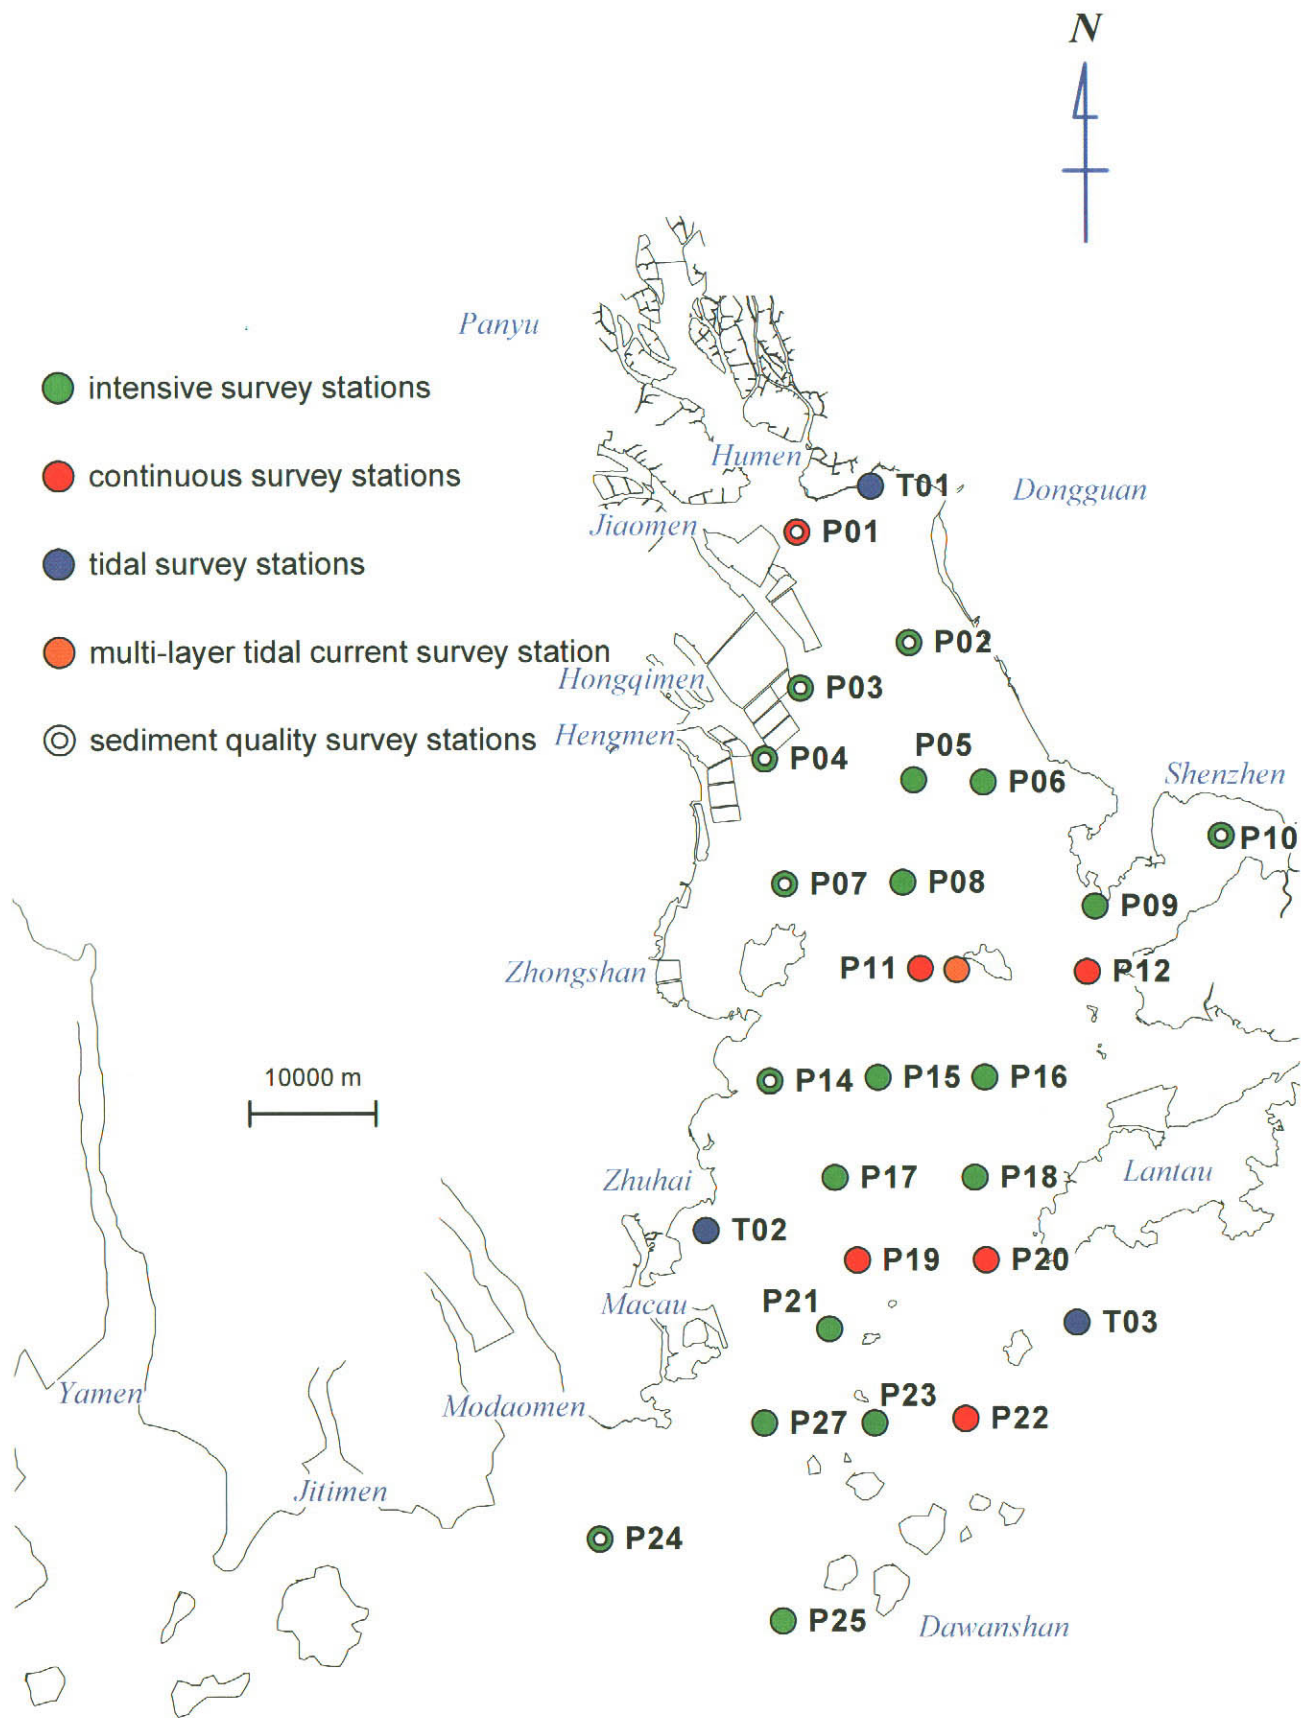 N
Panyu
intensive survey stations
Humen
continuous survey stations
T01
Dongguan
Jiaomen
P01
tidal survey stations
P02
multi-layer tidal current survey station
Hongqimen
P03
sediment quality survey stations
Hengmen
P04
P05
P06
Shenzhen
P10
P07
P08
P09
Zhongshan
P11
P12
10000 m
P14
P15
P16
Zhuhai
P17
P18
Lantau
T02
P19
P20
Macau
P21
T03
Yamen
Modaomen
P27
P23
P22
Jitimen
P24
P25
Dawanshan